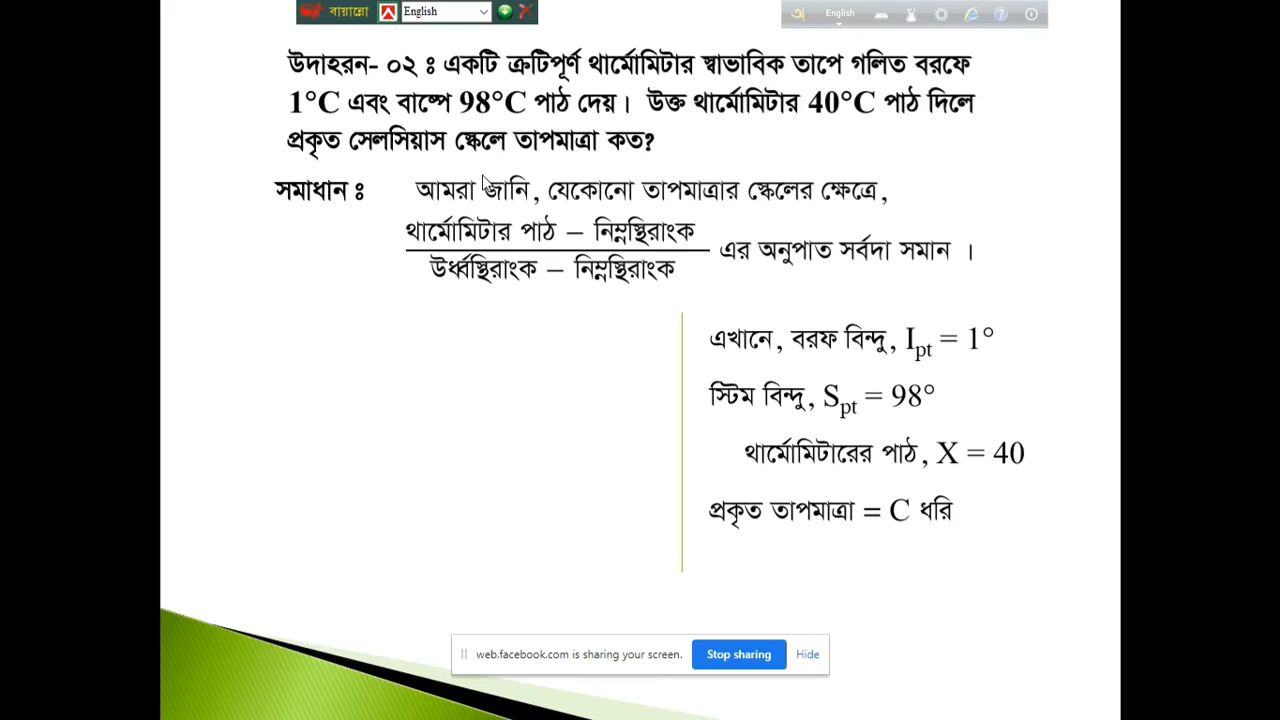 বায়ান্নো English
English
উদাহরন- ০২ ঃ একটি ক্রটিপূর্ণ থার্মোমিটার স্বাভাবিক তাপে গলিত বরফে
1°C এবং বাষ্পে 98°C পাঠ দেয়। উক্ত থার্মোমিটার 40°C পাঠ দিলে
প্রকৃত সেলসিয়াস স্কেলে তাপমাত্রা কত?
সমাধান ঃ আমরা জানি, যেকোনো তাপমাত্রার স্কেলের ক্ষেত্রে,
থার্মোমিটার পাঠ – নিম্নস্থিরাংক
উর্ধ্বস্থিরাংক – নিম্নস্থিরাংক
এর অনুপাত সর্বদা সমান ।
এখানে, বরফ বিন্দু, Ipt = 1°
স্টিম বিন্দু, Spt = 98°
থার্মোমিটারের পাঠ, X = 40
প্রকৃত তাপমাত্রা = C ধরি
web.facebook.com is sharing your screen. Stop sharing Hide